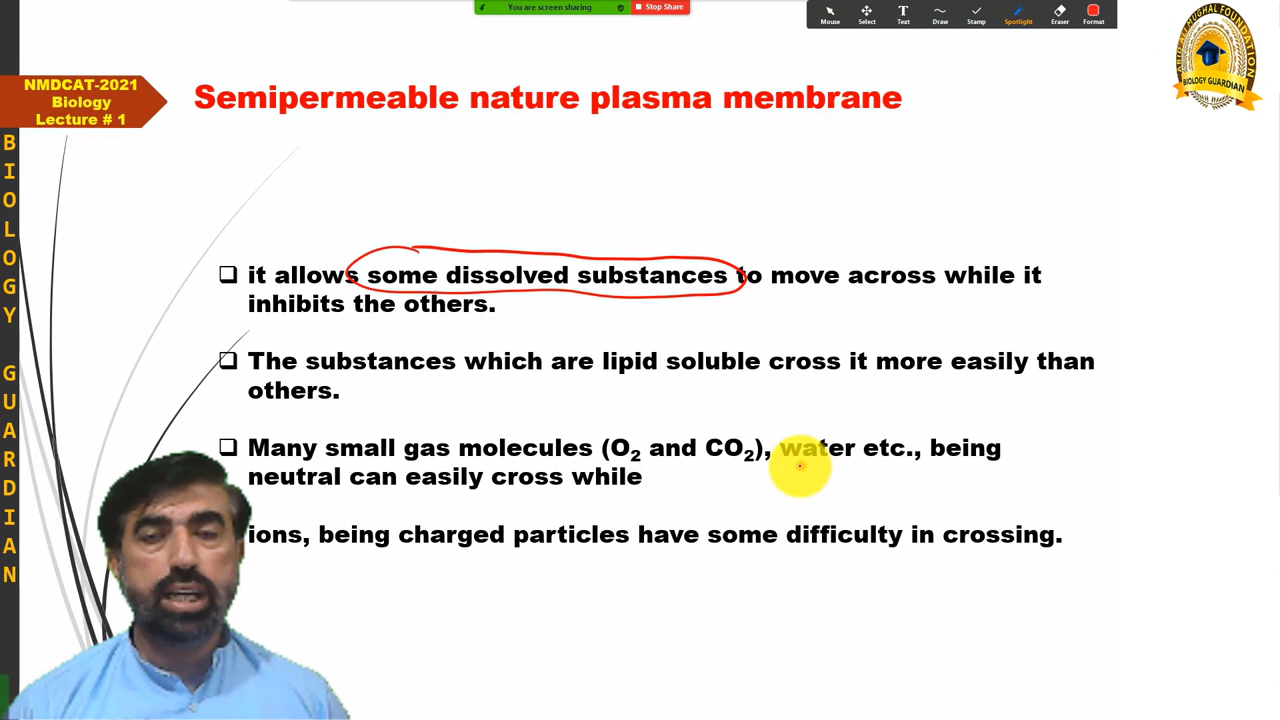 You are screen sharing
Stop Share
Mouse
Select
Text
Draw
Stamp
Spotlight
Eraser
Format
ABID ALI MUGHAL FOUNDATION
BIOLOGY GUARDIAN
NMDCAT-2021
Biology
Lecture # 1
BIOLOGY GUARDIAN
Semipermeable nature plasma membrane
it allows some dissolved substances to move across while it
inhibits the others.
The substances which are lipid soluble cross it more easily than
others.
Many small gas molecules (O₂ and CO₂), water etc., being
neutral can easily cross while
ions, being charged particles have some difficulty in crossing.